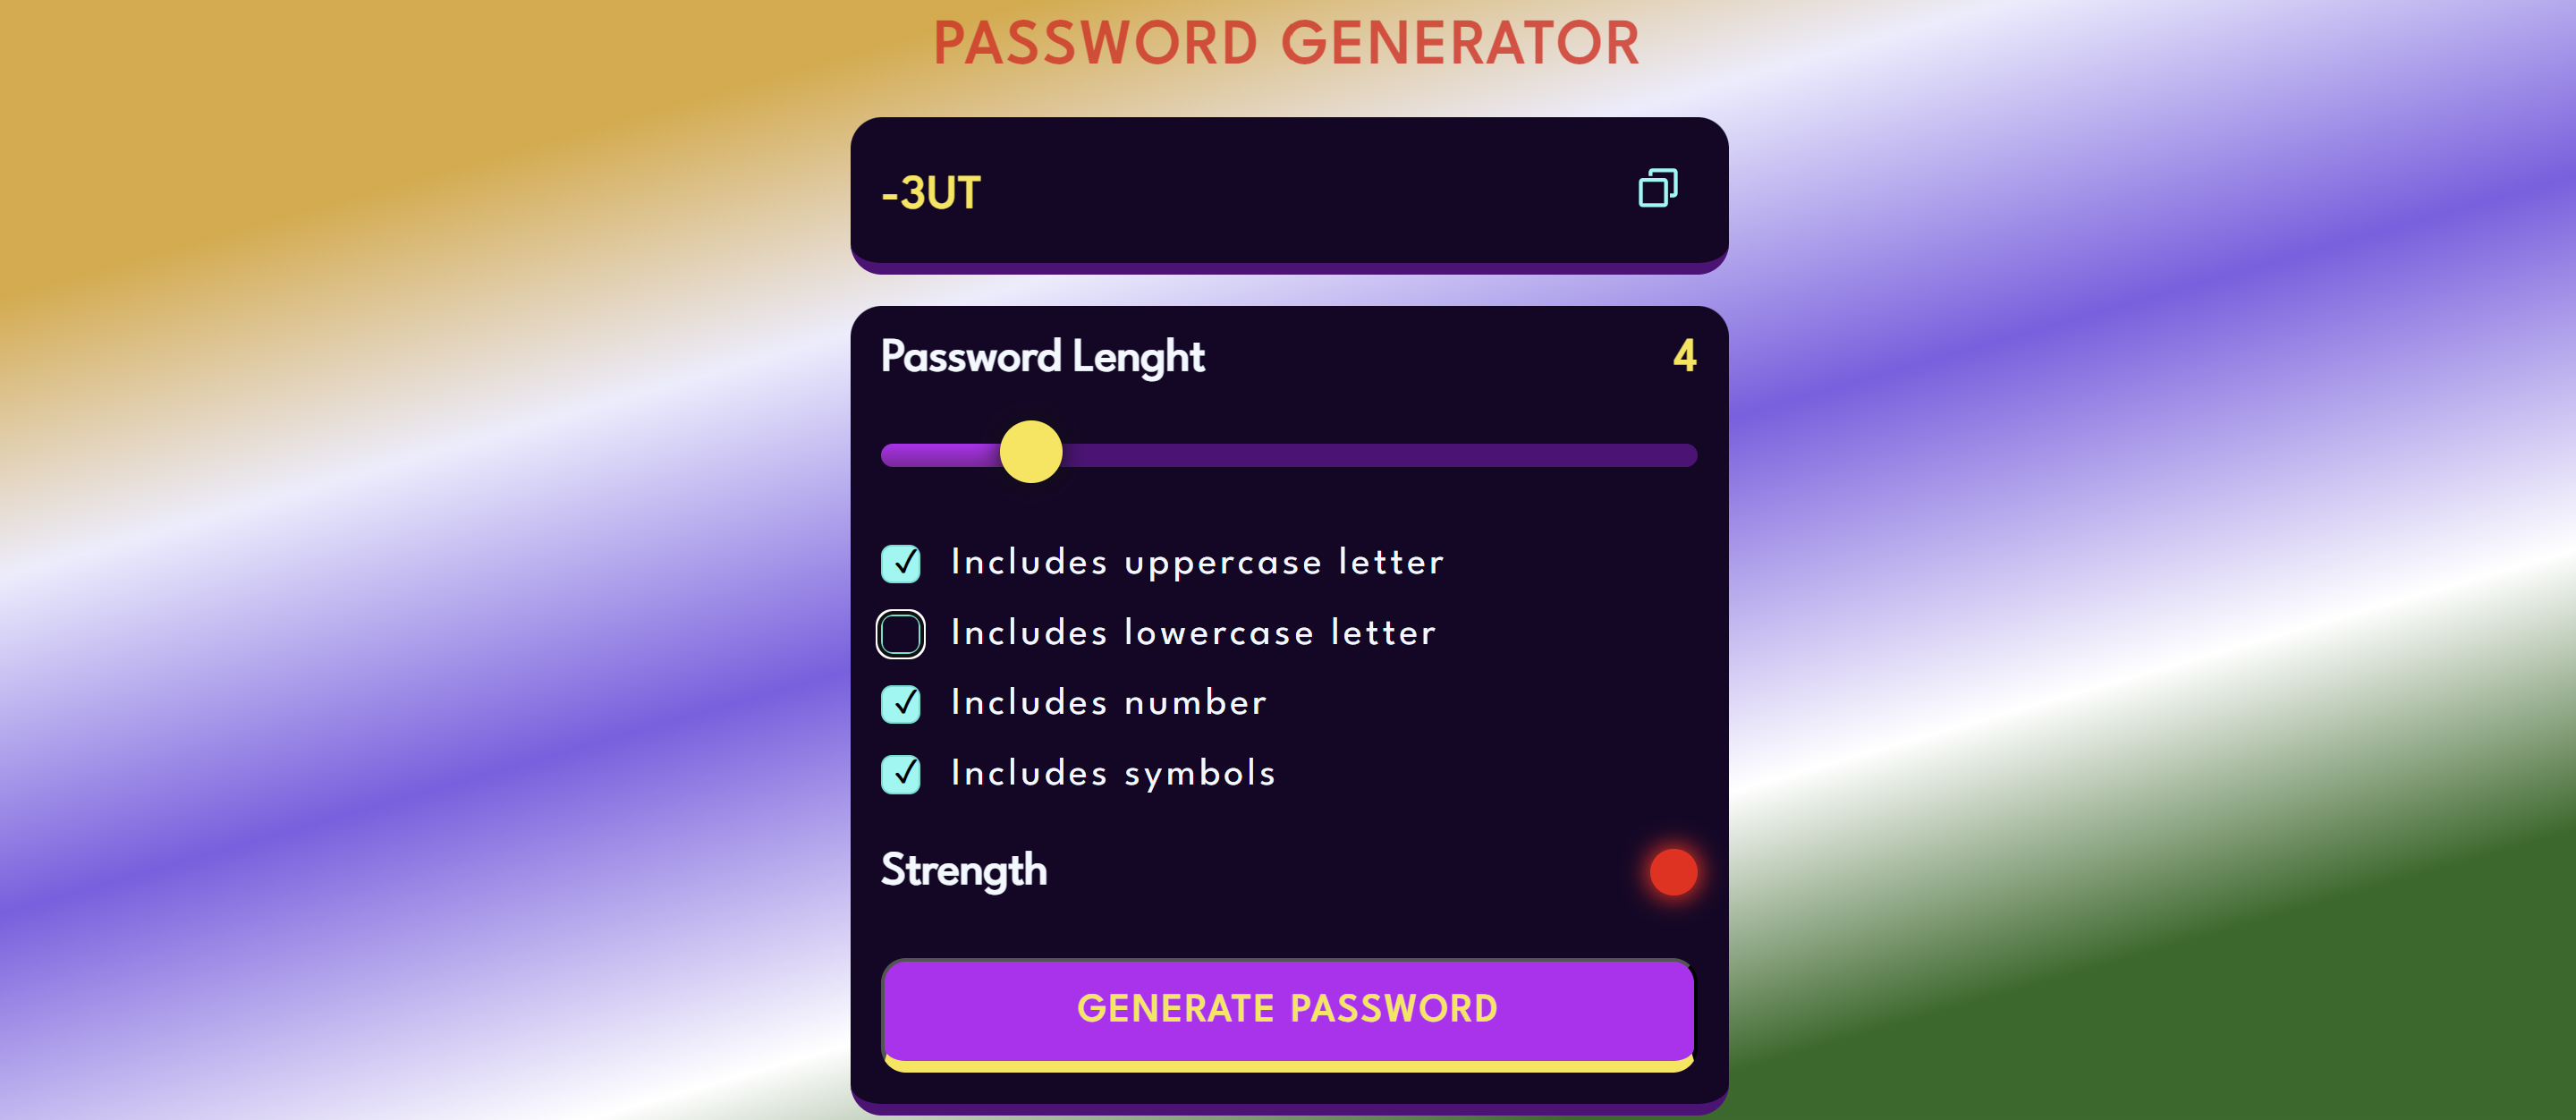 PASSWORD GENERATOR
-3UT
Password Lenght 4
Includes uppercase letter
Includes lowercase letter
Includes number
Includes symbols
Strength
GENERATE PASSWORD